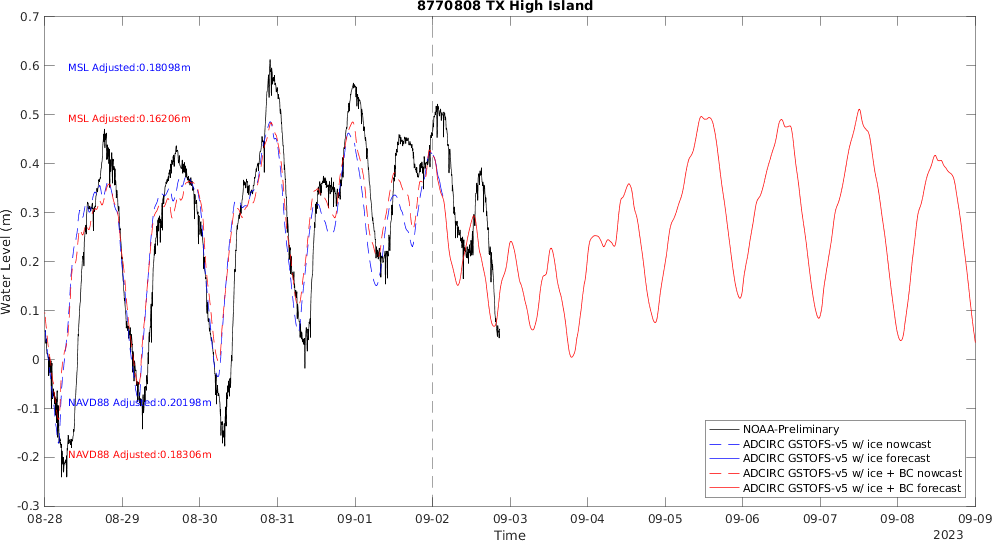 8770808 TX High Island
0.7
0.6
0.5
0.4
0.3
0.2
0.1
0
-0.1
-0.2
-0.3
Water Level (m)
MSL Adjusted:0.18098m
MSL Adjusted:0.16206m
NAVD88 Adjusted:0.20198m
NAVD88 Adjusted:0.18306m
NOAA-Preliminary
ADCIRC GSTOFS-v5 w/ ice nowcast
ADCIRC GSTOFS-v5 w/ ice forecast
ADCIRC GSTOFS-v5 w/ ice + BC nowcast
ADCIRC GSTOFS-v5 w/ ice + BC forecast
08-28 08-29 08-30 08-31 09-01 09-02 09-03 09-04 09-05 09-06 09-07 09-08 09-09
Time
2023